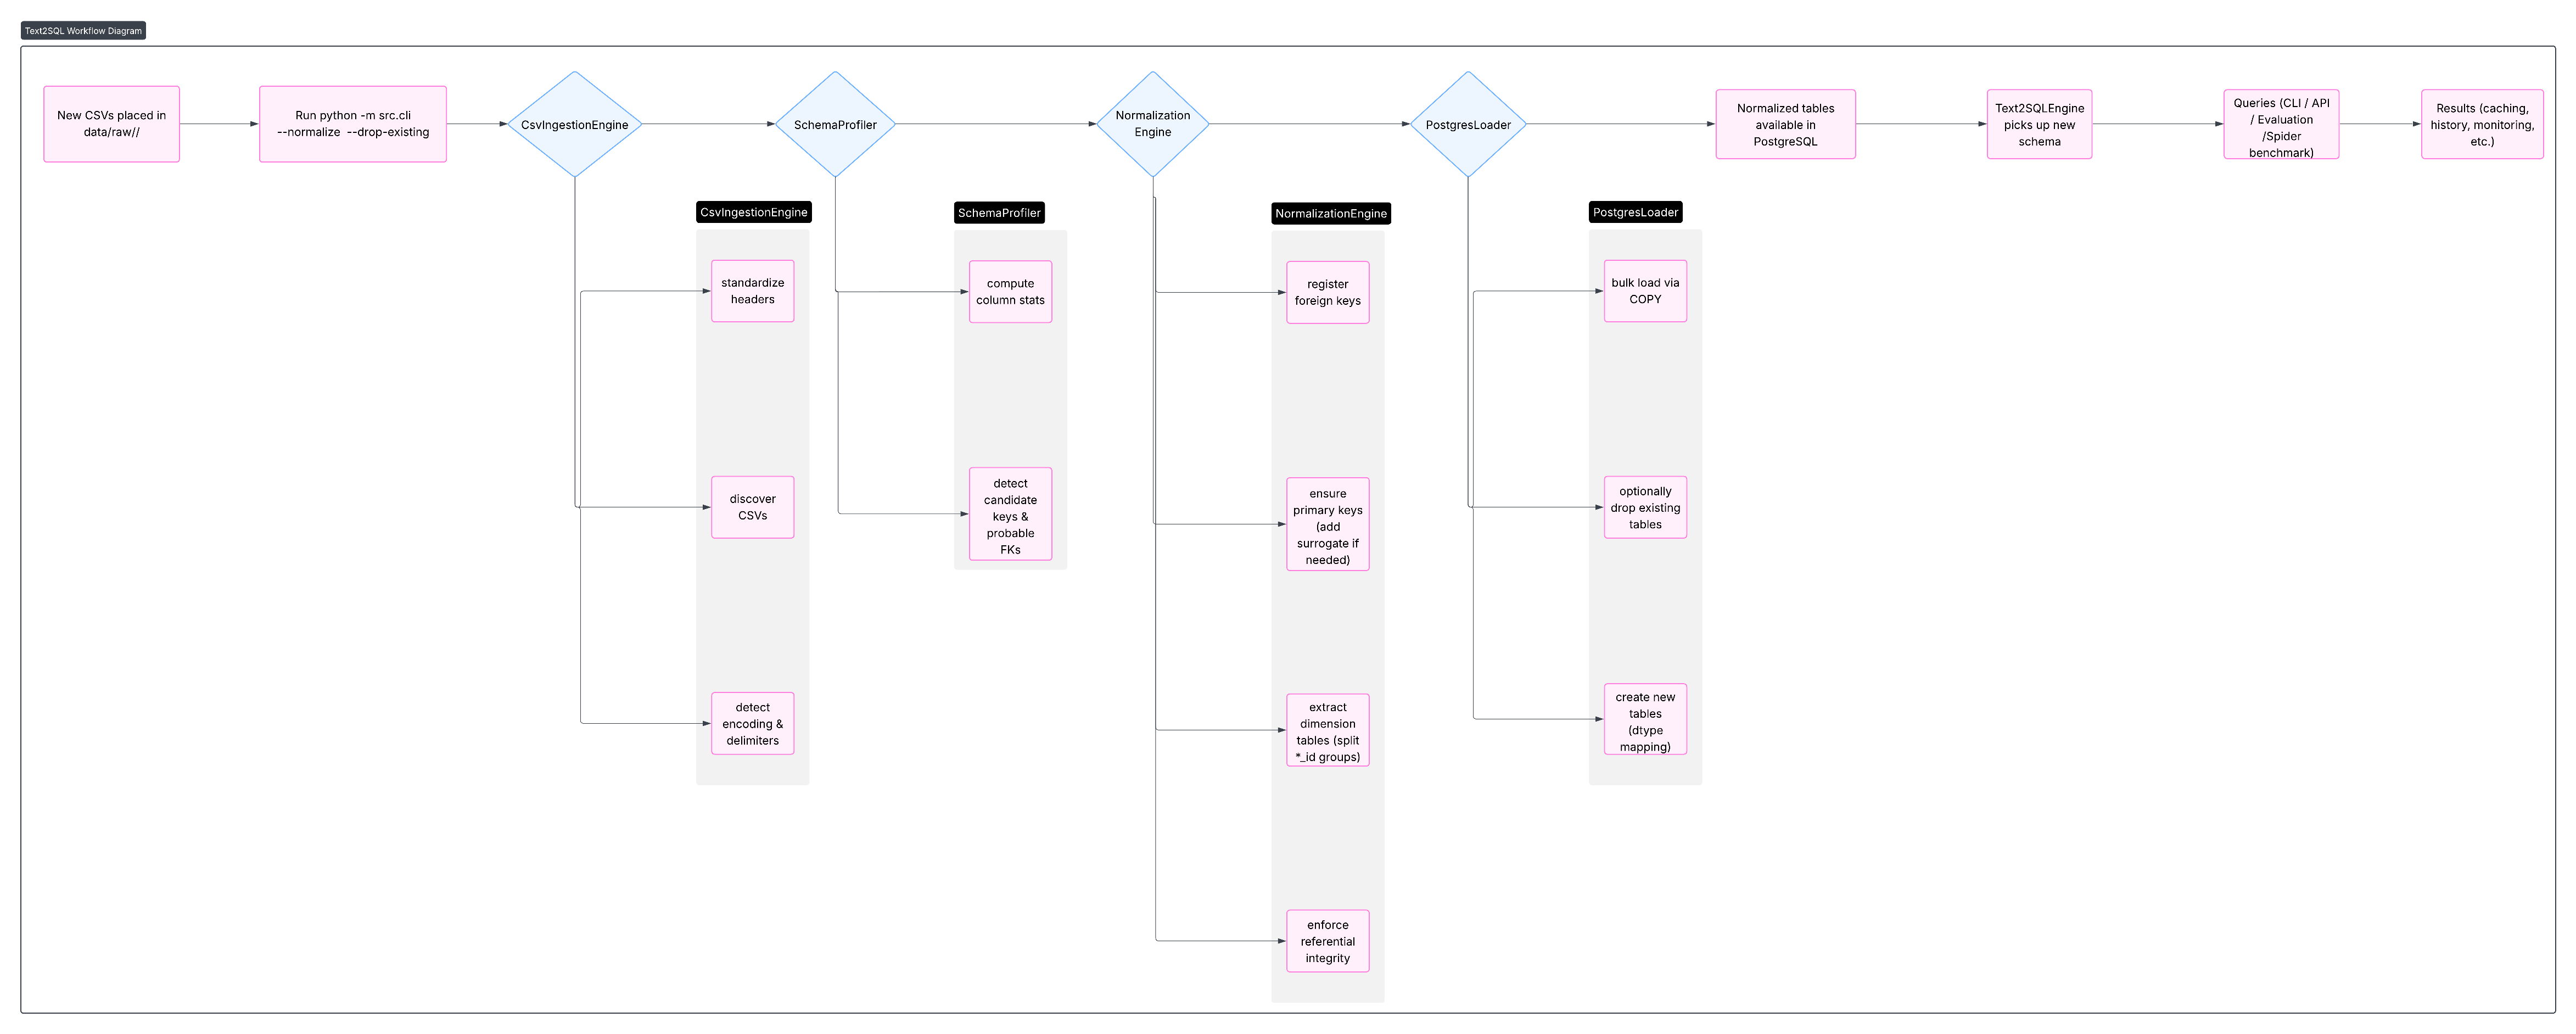 Text2SQL Workflow Diagram
New CSVs placed in
data/raw//
Run python -m src.cli
--normalize  --drop-existing
CsvIngestionEngine
SchemaProfiler
Normalization
Engine
PostgresLoader
Normalized tables
available in
PostgreSQL
Text2SQLEngine
picks up new
schema
Queries (CLI / API
/ Evaluation
/Spider
benchmark)
Results (caching,
history, monitoring,
etc.)
CsvIngestionEngine
standardize
headers
discover
CSVs
detect
encoding &
delimiters
SchemaProfiler
compute
column stats
detect
candidate
keys &
probable
FKs
NormalizationEngine
register
foreign keys
ensure
primary keys
(add
surrogate if
needed)
extract
dimension
tables (split
*_id groups)
enforce
referential
integrity
PostgresLoader
bulk load via
COPY
optionally
drop existing
tables
create new
tables
(dtype
mapping)